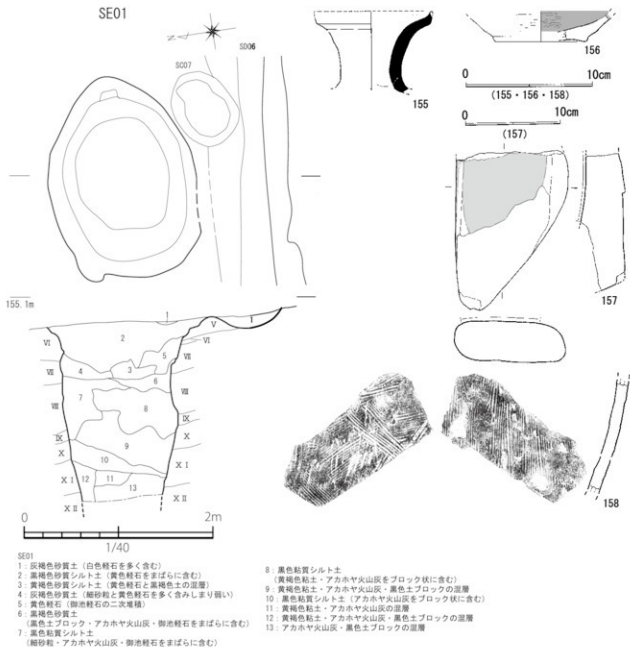 SE01
SC07
SD06
155
156
0 10cm
(155・156・158)
0 10cm
(157)
157
158
155.1m
1
2
3
4
5
6
7
8
9
10
11
12
13
V
Ⅰ
VI
VI
VII
VII
VIII
VIII
IX
IX
X
X
X I
X I
X II
X II
0 2m
1/40
SE01
1：灰褐色砂質土（白色軽石を多く含む）
2：黒褐色砂質シルト土（黄色軽石をまばらに含む）
3：黄褐色砂質シルト土（黄色軽石と黒褐色土の混層）
4：灰褐色砂質土（細砂粒と黄色軽石を多く含みしまり弱い）
5：黄色軽石（御池軽石の二次堆積）
6：黒褐色砂質土
（黒色土ブロック・アカホヤ火山灰・御池軽石をまばらに含む）
7：黒色粘質シルト土
（細砂粒・アカホヤ火山灰・御池軽石をまばらに含む）
8：黒色粘質シルト土
（黄褐色粘土・アカホヤ火山灰をブロック状に含む）
9：黄褐色粘土・アカホヤ火山灰・黒色土ブロックの混層
10：黒色粘質シルト土（アカホヤ火山灰をブロック状に含む）
11：黄褐色粘土・アカホヤ火山灰の混層
12：黄褐色粘土・アカホヤ火山灰・黒色土ブロックの混層
13：アカホヤ火山灰・黒色土ブロックの混層